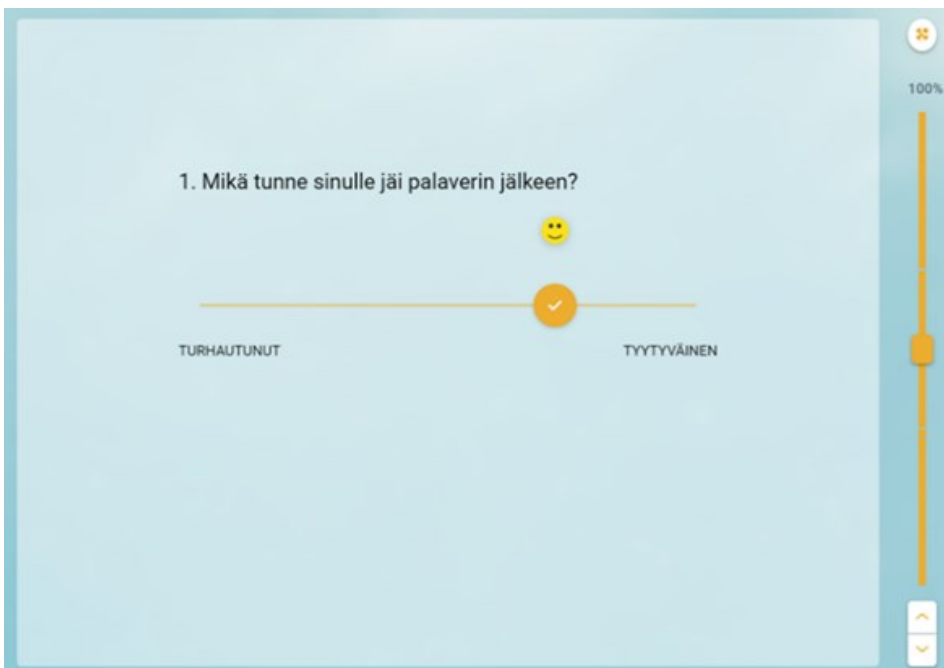 100%
1. Mikä tunne sinulle jäi palaverin jälkeen?
TURHAUTUNUT
TYYTYVÄINEN